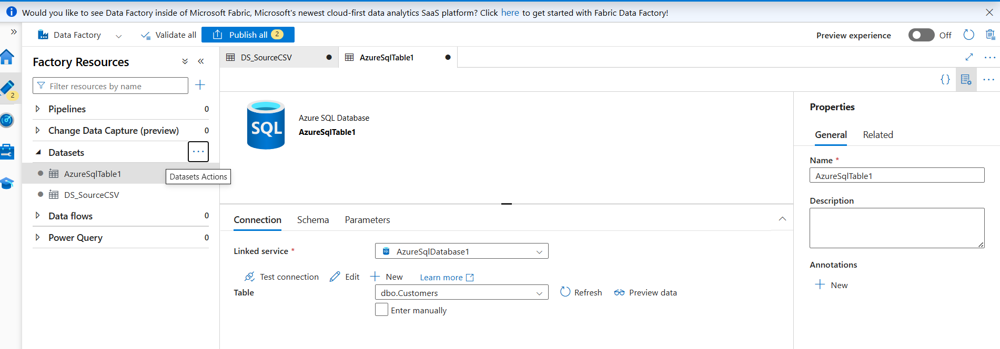 Would you like to see Data Factory inside of Microsoft Fabric, Microsoft's newest cloud-first data analytics SaaS platform? Click here to get started with Fabric Data Factory!
Data Factory
Validate all
Publish all 2
Preview experience
Off
2
Factory Resources
Filter resources by name
Pipelines 0
Change Data Capture (preview) 0
Datasets
AzureSqlTable1
Datasets Actions
DS_SourceCSV
Data flows 0
Power Query 0
DS_SourceCSV
AzureSqlTable1
{}
SQL
Azure SQL Database
AzureSqlTable1
Connection Schema Parameters
Linked service *
SQL AzureSqlDatabase1
Test connection Edit New Learn more
Table
dbo.Customers
Refresh Preview data
Enter manually
Properties
General Related
Name *
AzureSqlTable1
Description
Annotations
New